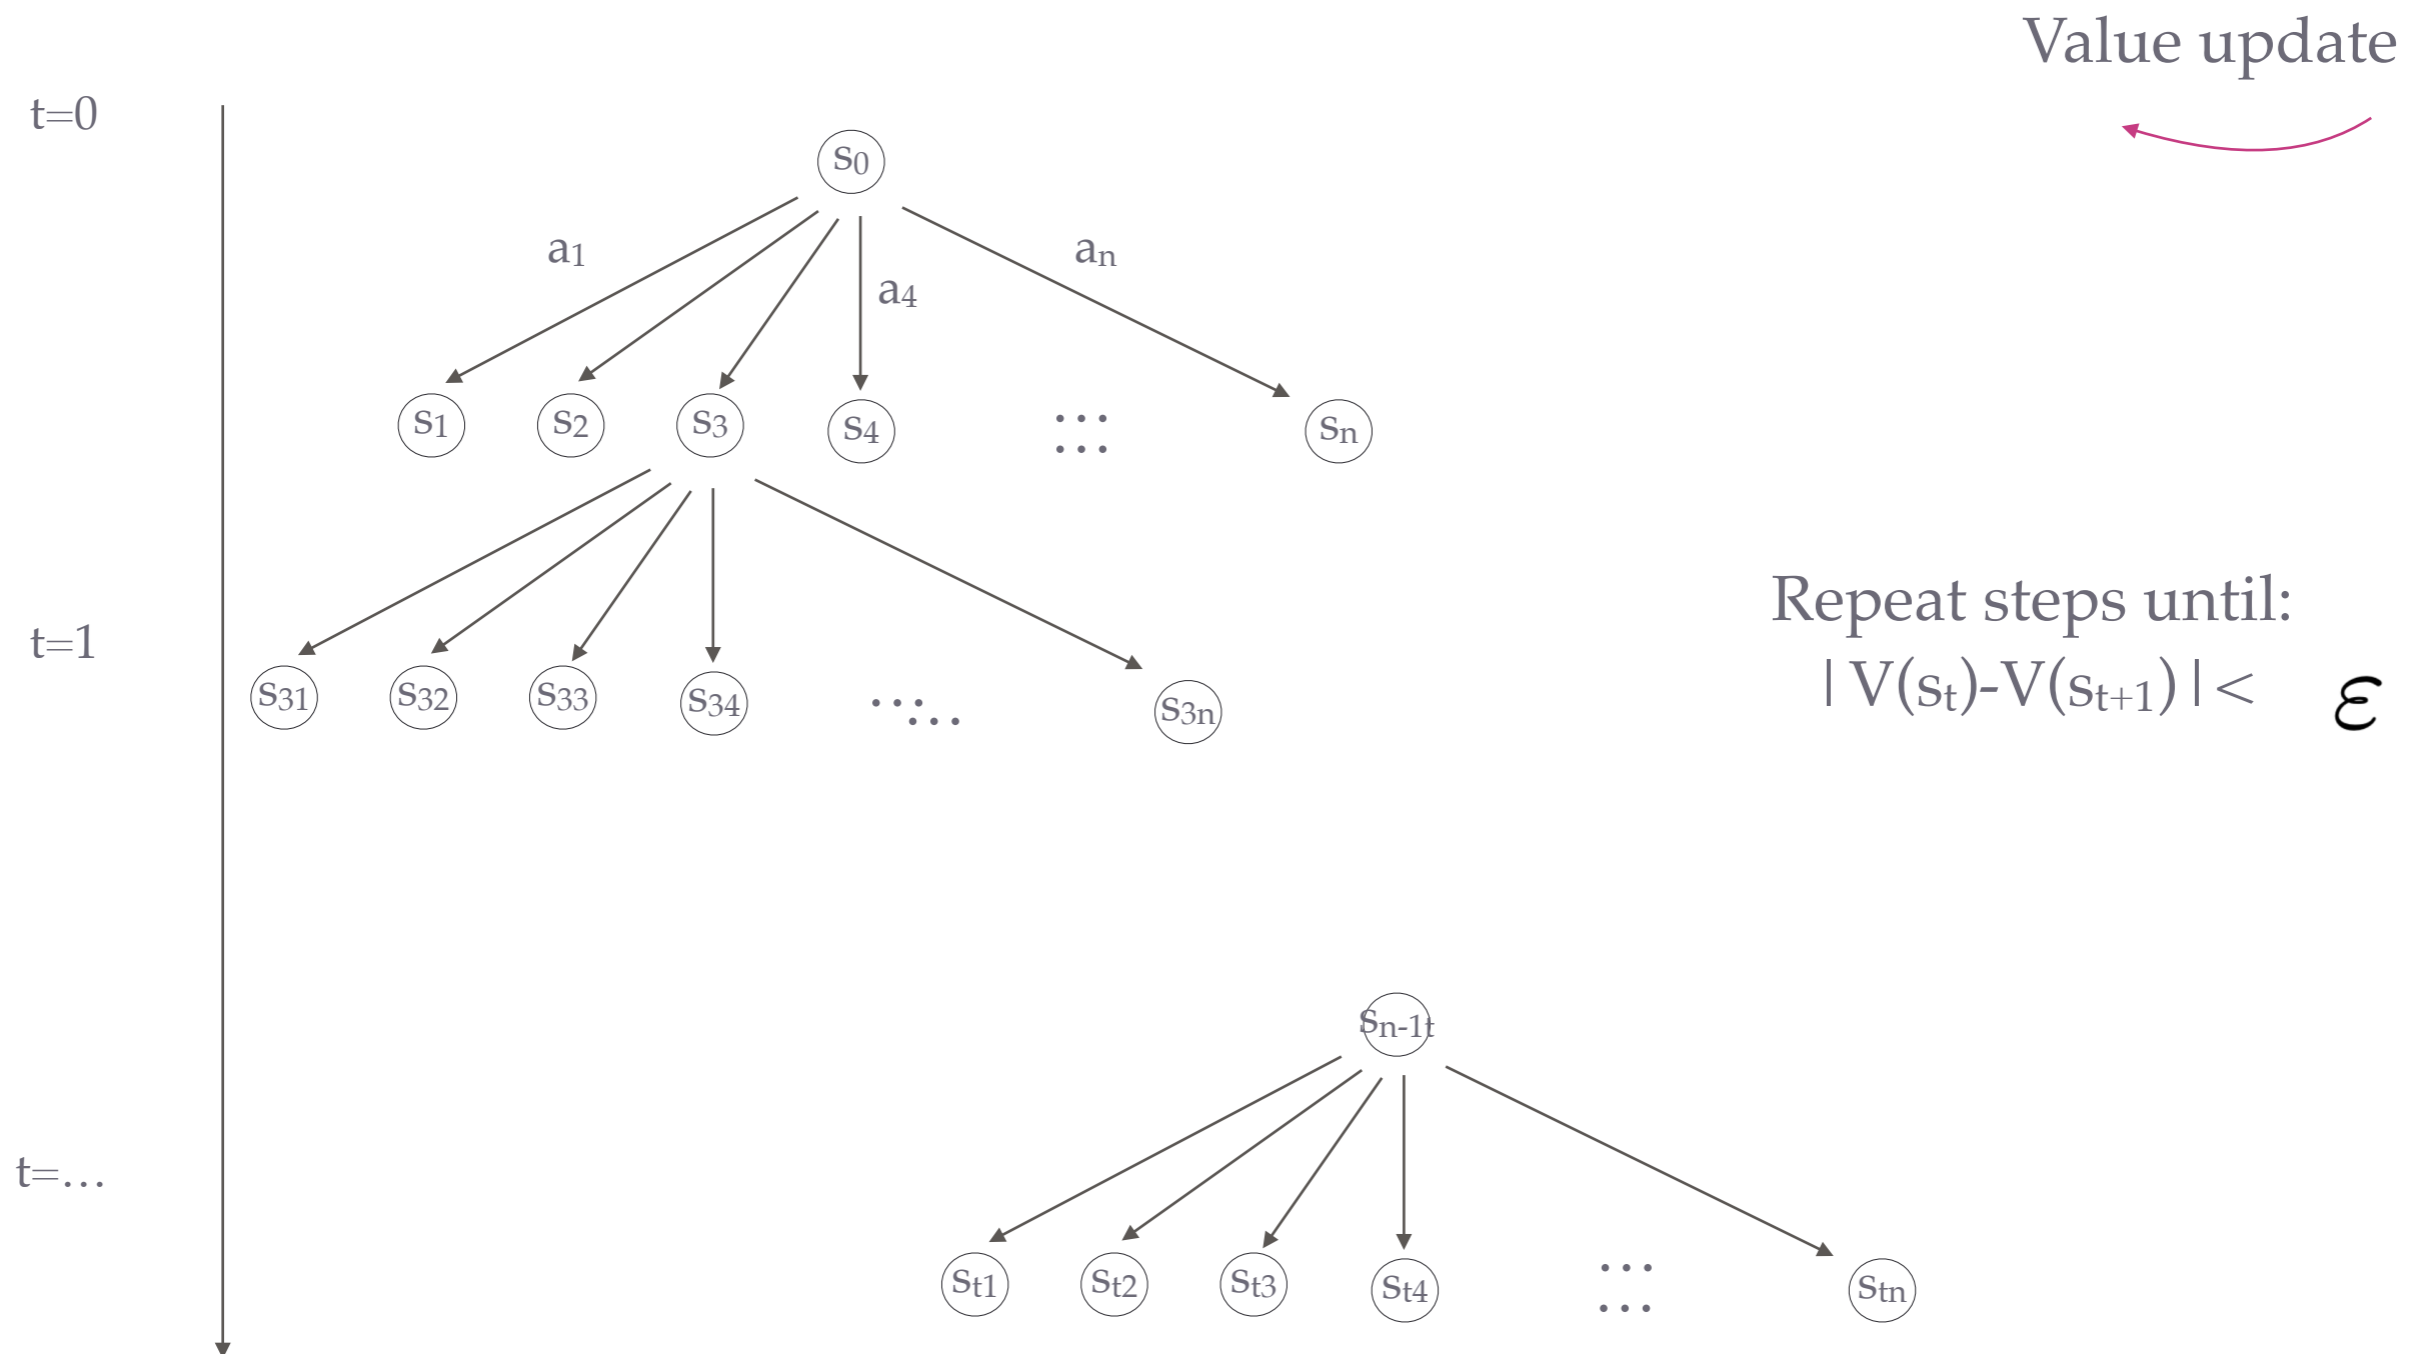 Value update
t=0
s0
a1
an
a4
s1 s2 s3 s4 ... ... sn
Repeat steps until:
t=1
|V(st)-V(st+1)|< ε
s31 s32 s33 s34 ... ... s3n
sn-1t
t=...
st1 st2 st3 st4 ... ... stn